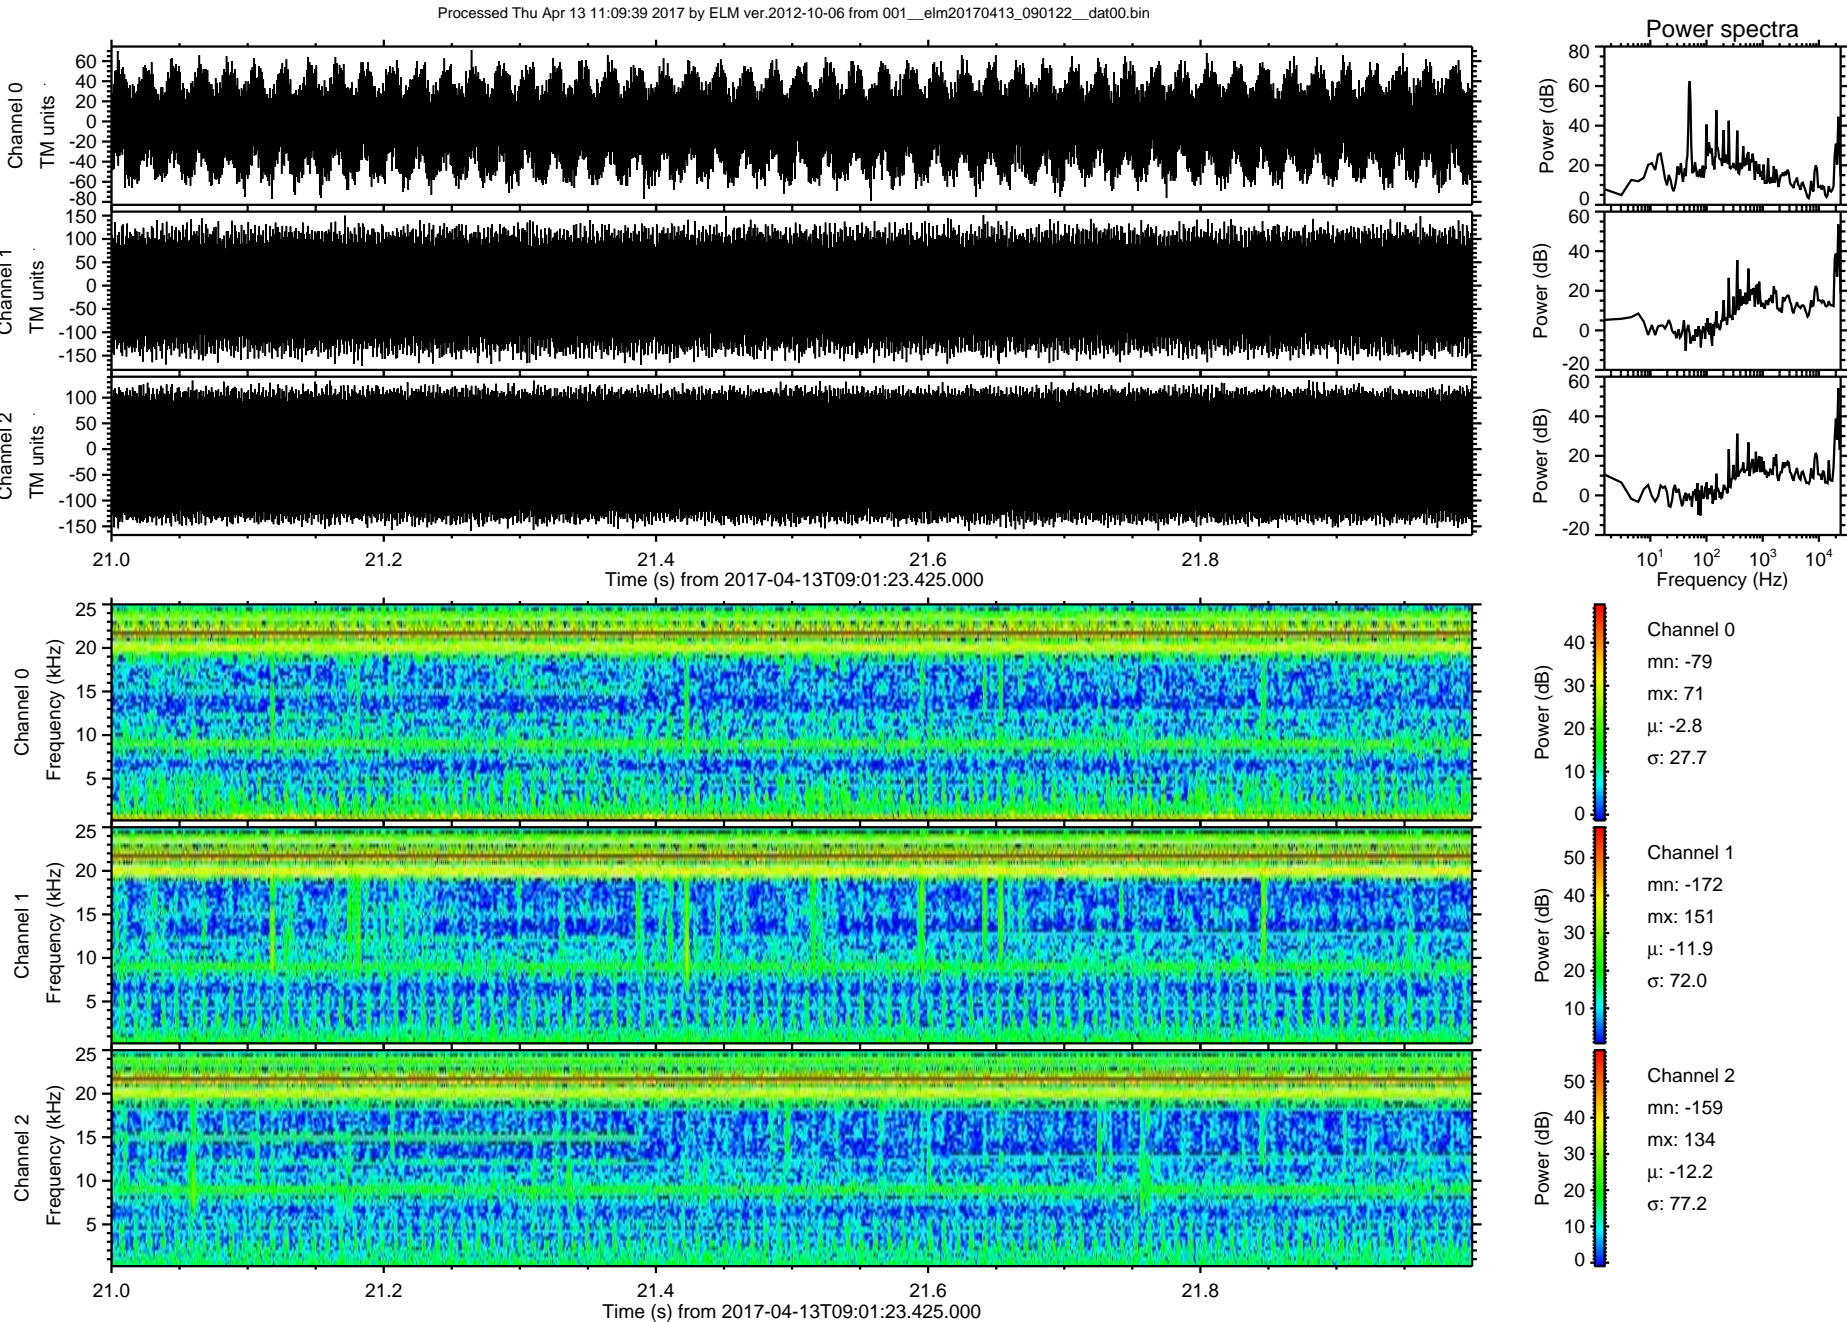 Processed Thu Apr 13 11:09:39 2017 by ELM ver.2012-10-06 from 001__elm20170413_090122__dat00.bin
Power spectra
Channel 0
TM units
60
40
20
0
-20
-40
-60
-80
Power (dB)
80
60
40
20
0
Channel 1
TM units
150
100
50
0
-50
-100
-150
Power (dB)
60
40
20
0
-20
Channel 2
TM units
100
50
0
-50
-100
-150
Power (dB)
60
40
20
0
-20
21.0 21.2 21.4 21.6 21.8
Time (s) from 2017-04-13T09:01:23.425.000
10¹ 10² 10³ 10⁴
Frequency (Hz)
Channel 0
Frequency (kHz)
25
20
15
10
5
Power (dB)
40
30
20
10
0
Channel 0
mn: -79
mx: 71
μ: -2.8
σ: 27.7
Channel 1
Frequency (kHz)
25
20
15
10
5
Power (dB)
50
40
30
20
10
Channel 1
mn: -172
mx: 151
μ: -11.9
σ: 72.0
Channel 2
Frequency (kHz)
25
20
15
10
5
Power (dB)
50
40
30
20
10
0
Channel 2
mn: -159
mx: 134
μ: -12.2
σ: 77.2
21.0 21.2 21.4 21.6 21.8
Time (s) from 2017-04-13T09:01:23.425.000